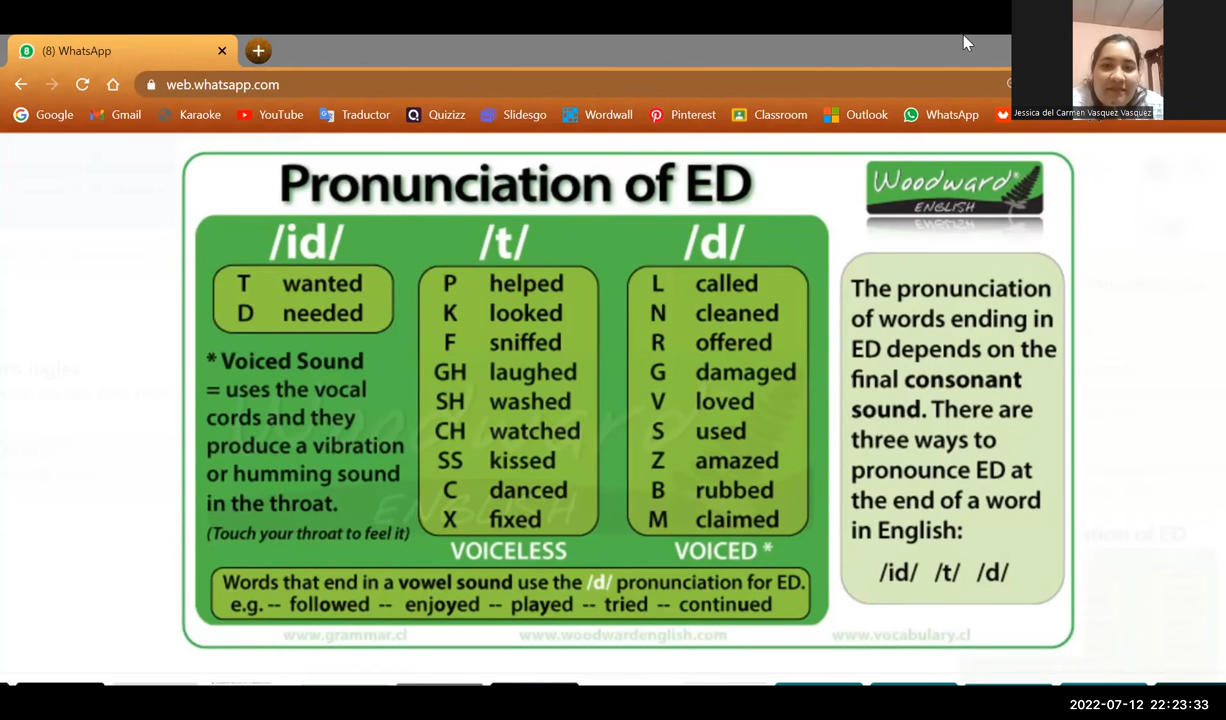 (8) WhatsApp
web.whatsapp.com
Google Gmail Karaoke YouTube Traductor Quizizz Slidesgo Wordwall Pinterest Classroom Outlook WhatsApp
Jessica del Carmen Vasquez Vasquez
Pronunciation of ED
Woodward®
ENGLISH
/id/ /t/ /d/
T wanted
D needed
* Voiced Sound
= uses the vocal
cords and they
produce a vibration
or humming sound
in the throat.
(Touch your throat to feel it)
P helped
K looked
F sniffed
GH laughed
SH washed
CH watched
SS kissed
C danced
X fixed
VOICELESS
L called
N cleaned
R offered
G damaged
V loved
S used
Z amazed
B rubbed
M claimed
VOICED *
Words that end in a vowel sound use the /d/ pronunciation for ED.
e.g. -- followed -- enjoyed -- played -- tried -- continued
The pronunciation
of words ending in
ED depends on the
final consonant
sound. There are
three ways to
pronounce ED at
the end of a word
in English:
/id/ /t/ /d/
www.grammar.cl www.woodwardenglish.com www.vocabulary.cl
2022-07-12 22:23:33